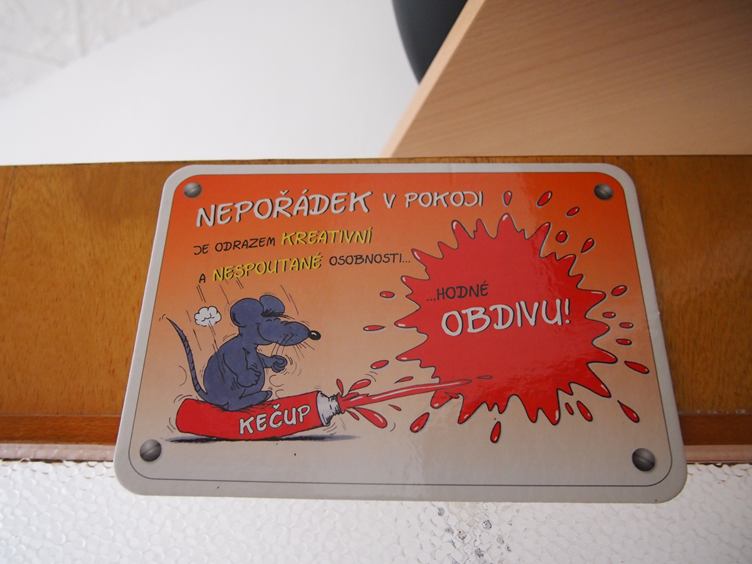 NEPOŘÁDEK V POKOJI
JE ODRAZEM KREATIVNÍ
A NESPOUTANÉ OSOBNOSTI...
...HODNÉ
OBDIVU!
KEČUP